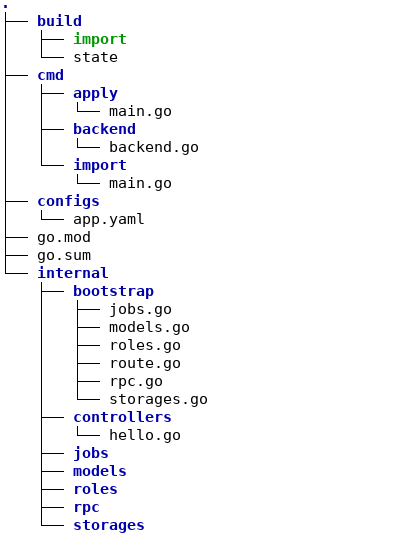 .
├── build
│   ├── import
│   └── state
├── cmd
│   ├── apply
│   │   └── main.go
│   ├── backend
│   │   └── backend.go
│   └── import
│       └── main.go
├── configs
│   └── app.yaml
├── go.mod
├── go.sum
└── internal
    ├── bootstrap
    │   ├── jobs.go
    │   ├── models.go
    │   ├── roles.go
    │   ├── route.go
    │   ├── rpc.go
    │   └── storages.go
    ├── controllers
    │   └── hello.go
    ├── jobs
    ├── models
    ├── roles
    ├── rpc
    └── storages